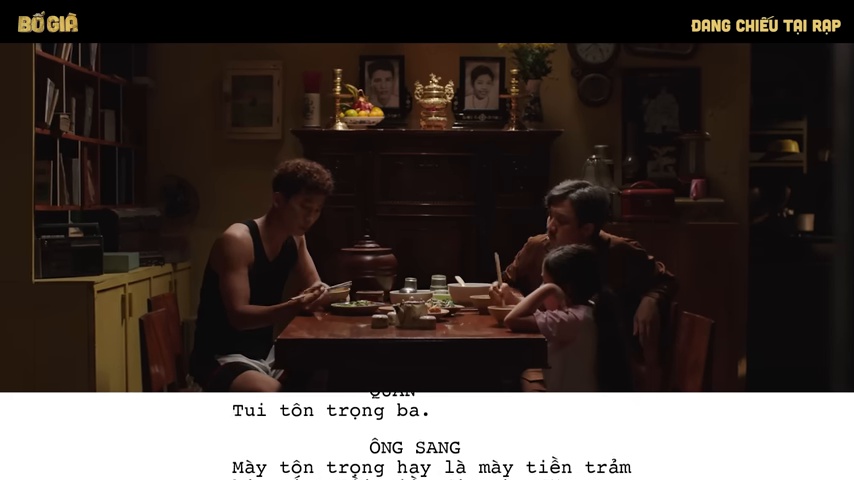 BỐ GIÀ
ĐANG CHIẾU TẠI RẠP
QUÂN
Tui tôn trọng ba.
ÔNG SANG
Mày tôn trọng hay là mày tiền trảm